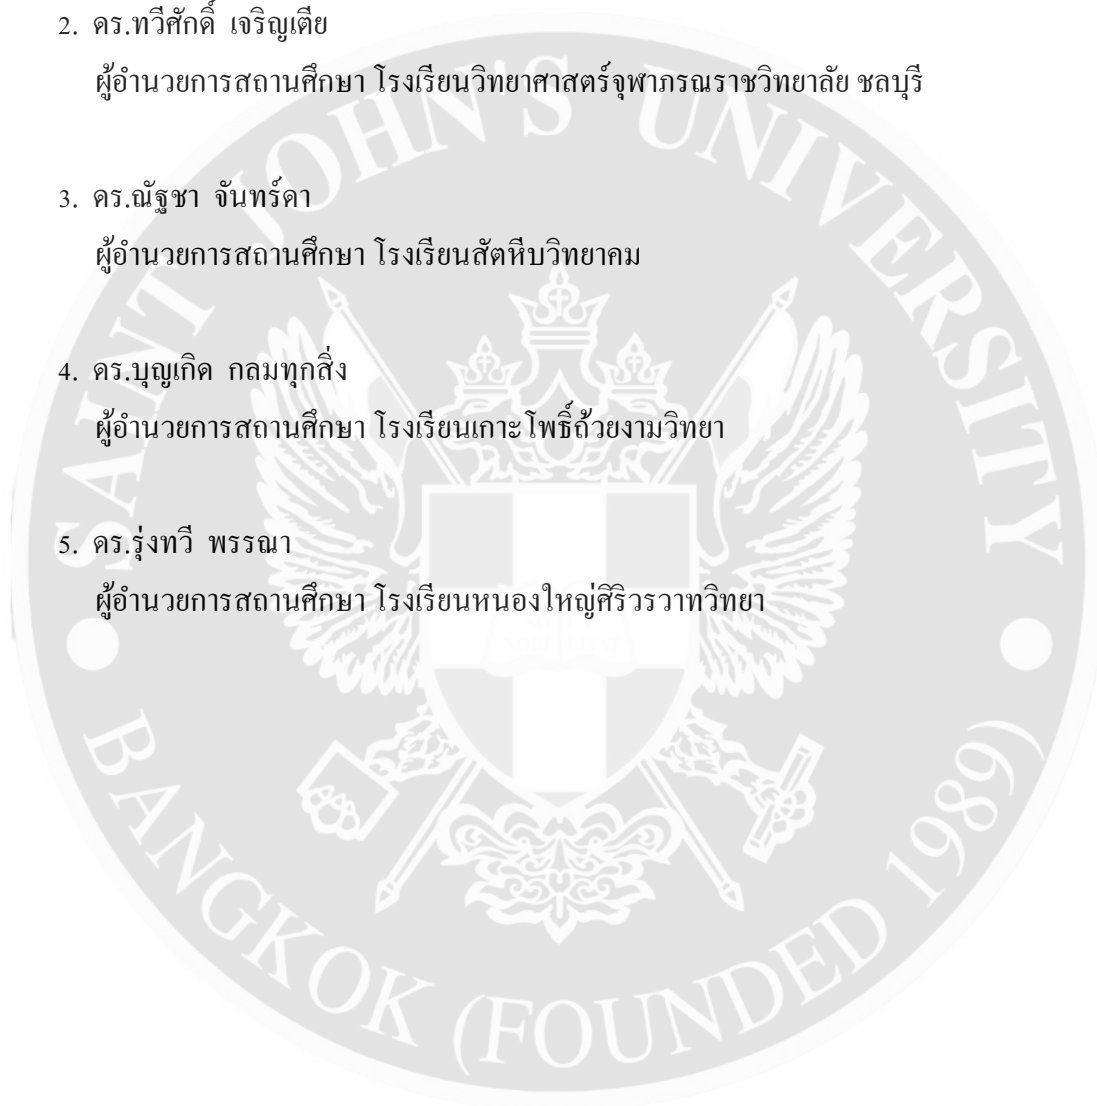 2. ดร.ทวีศักดิ์ เจริญเตีย
ผู้อำนวยการสถานศึกษา โรงเรียนวิทยาศาสตร์จุฬาภรณราชวิทยาลัย ชลบุรี
3. ดร.ณัฐชา จันทร์ดา
ผู้อำนวยการสถานศึกษา โรงเรียนสัตหีบวิทยาคม
4. ดร.บุญเกิด กลมทุกสิ่ง
ผู้อำนวยการสถานศึกษา โรงเรียนเกาะโพธิ์ถ้วยงามวิทยา
5. ดร.รุ่งทวี พรรณา
ผู้อำนวยการสถานศึกษา โรงเรียนหนองใหญ่ศิริวรวาทวิทยา
SAINT JOHN'S UNIVERSITY
BANGKOK (FOUNDED 1989)